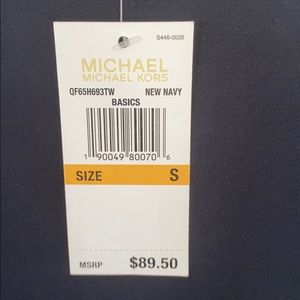 S446-0028
MICHAEL
MICHAEL KORS
QF65H693TW NEW NAVY
BASICS
1 90049 80070 6
SIZE S
MSRP $89.50